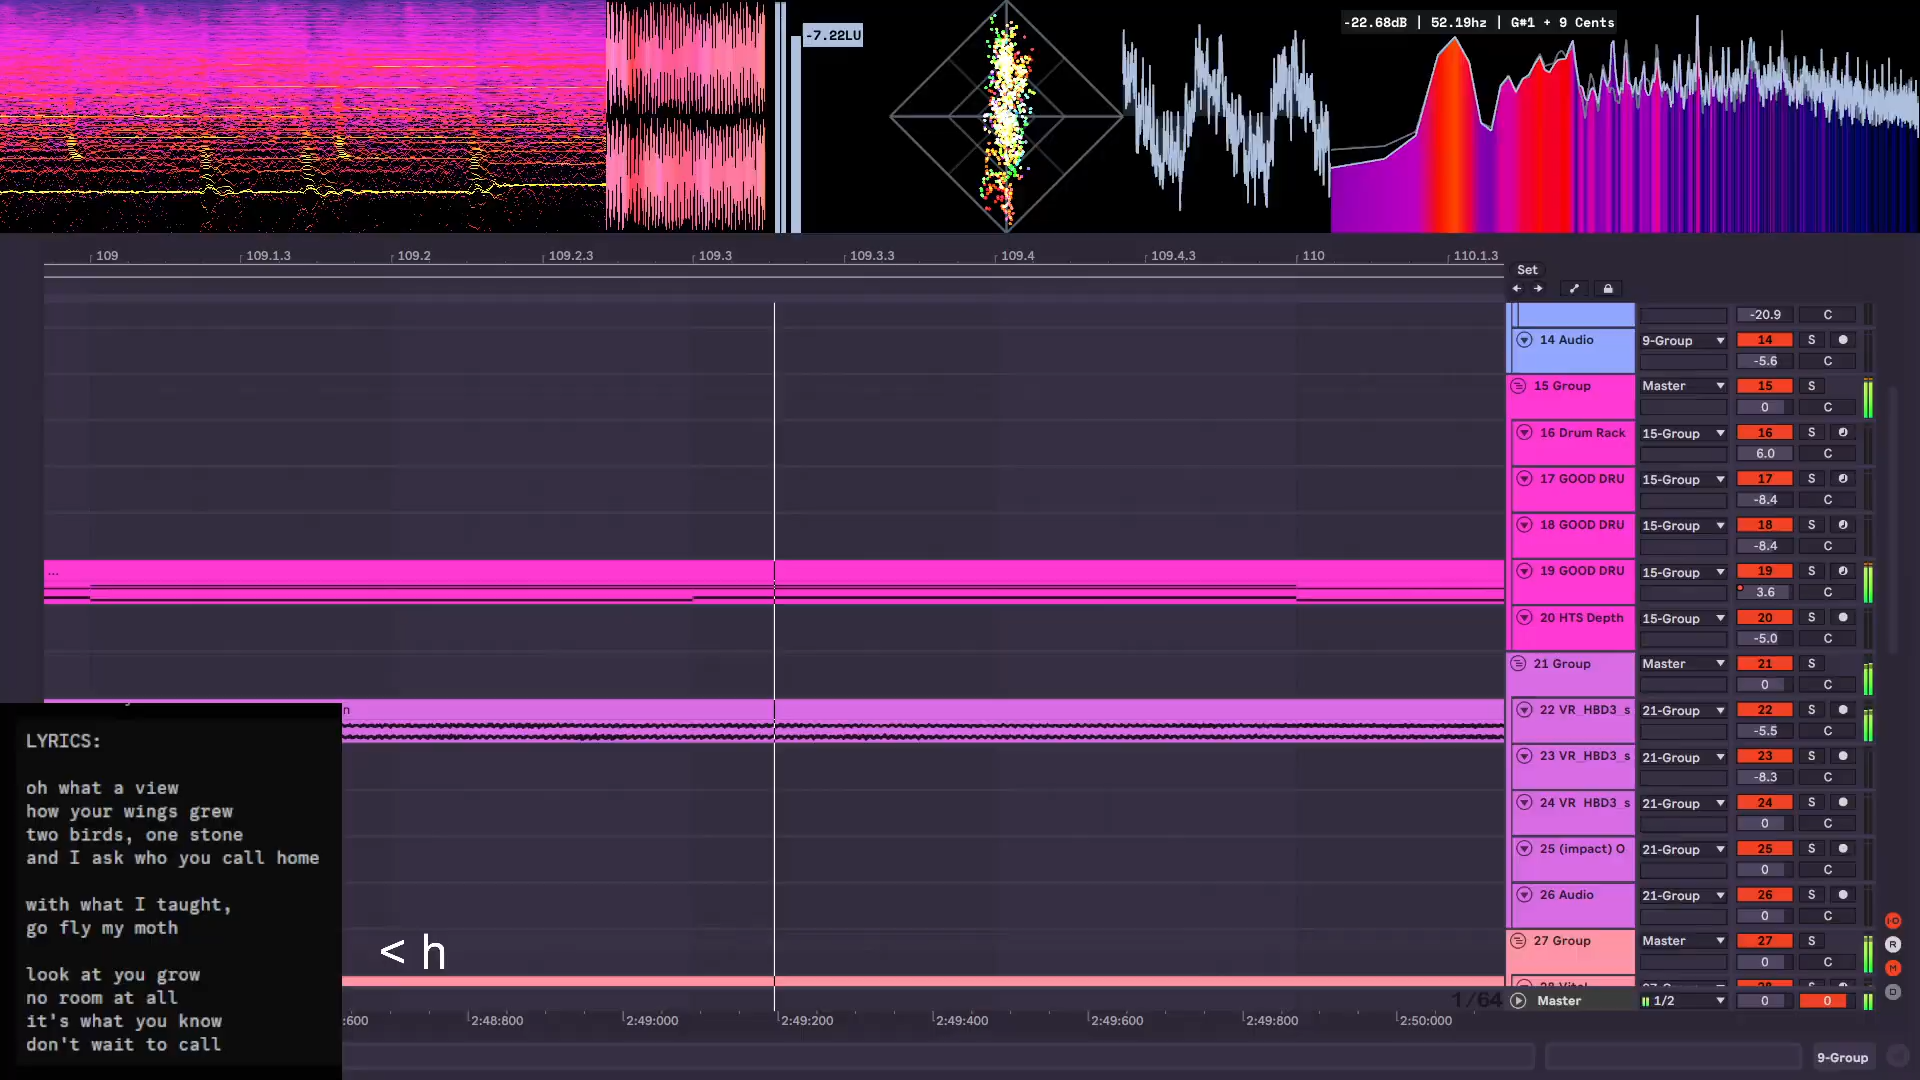 -7.22LU
-22.68dB | 52.19hz | G#1 + 9 Cents
109 109.1.3 109.2 109.2.3 109.3 109.3.3 109.4 109.4.3 110 110.1.3
Set
-20.9 C
14 Audio 9-Group 14 S
-5.6 C
15 Group Master 15 S
0 C
16 Drum Rack 15-Group 16 S
6.0 C
17 GOOD DRU 15-Group 17 S
-8.4 C
18 GOOD DRU 15-Group 18 S
-8.4 C
...
19 GOOD DRU 15-Group 19 S
3.6 C
20 HTS Depth 15-Group 20 S
-5.0 C
21 Group Master 21 S
0 C
n
22 VR_HBD3_s 21-Group 22 S
-5.5 C
23 VR_HBD3_s 21-Group 23 S
-8.3 C
24 VR_HBD3_s 21-Group 24 S
0 C
25 (impact) O 21-Group 25 S
0 C
26 Audio 21-Group 26 S
0 C
27 Group Master 27 S
0 C
R
M
D
1/64
Master 1/2 0 0
:600 2:48:800 2:49:000 2:49:200 2:49:400 2:49:600 2:49:800 2:50:000
9-Group
LYRICS:
oh what a view
how your wings grew
two birds, one stone
and I ask who you call home
with what I taught,
go fly my moth
look at you grow
no room at all
it's what you know
don't wait to call
< h